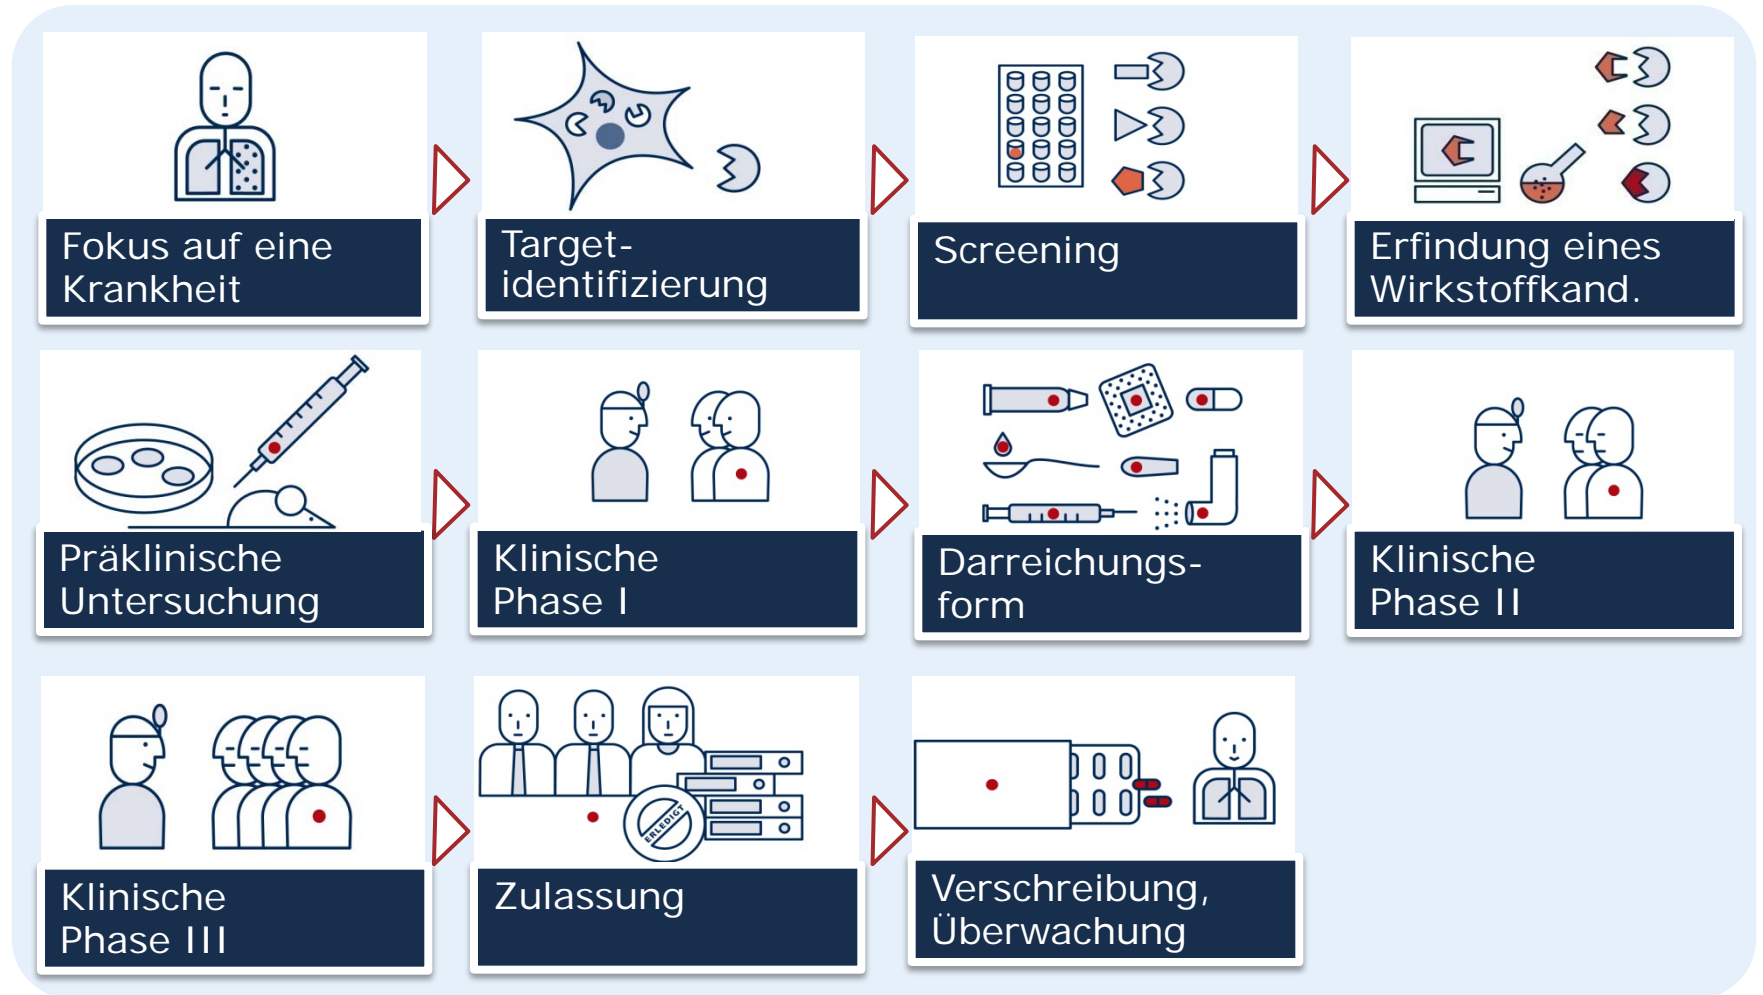 Fokus auf eine
Krankheit
Target-
identifizierung
Screening
Erfindung eines
Wirkstoffkand.
Präklinische
Untersuchung
Klinische
Phase I
Darreichungs-
form
Klinische
Phase II
Klinische
Phase III
ERLEDIGT
Zulassung
Verschreibung,
Überwachung